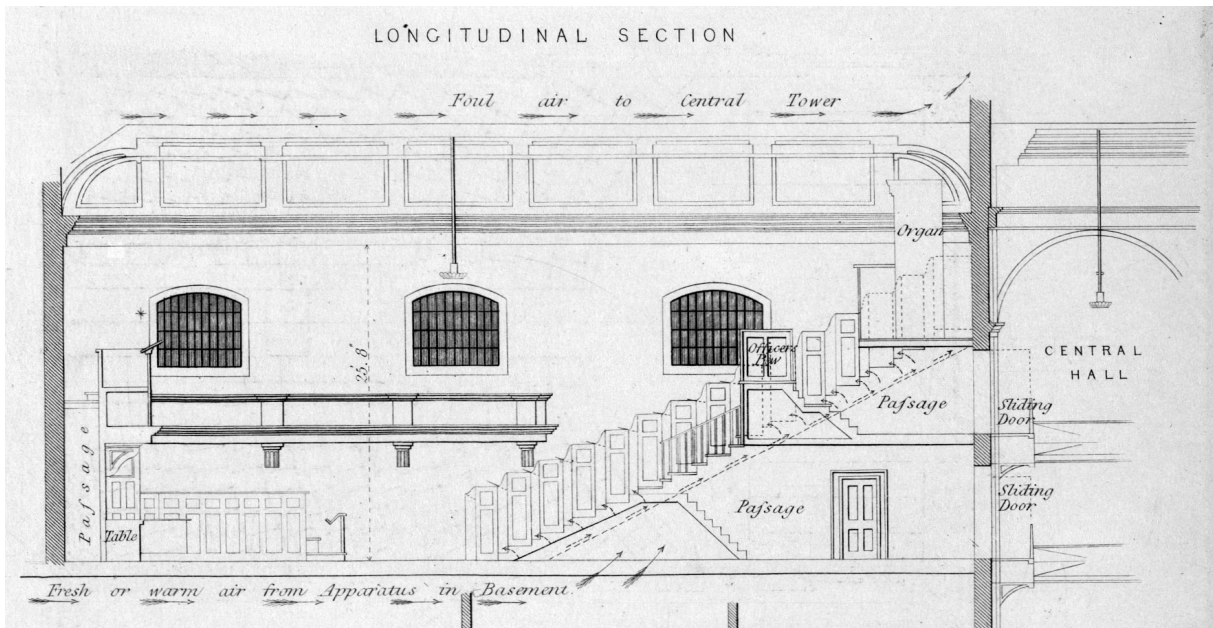 LONGITUDINAL SECTION
Foul air to Central Tower
Organ
Officers
Pew
CENTRAL
HALL
25.8
Paſsage
Sliding
Door
Paſsage
Table
Paſsage
Sliding
Door
Fresh or warm air from Apparatus in Basement.